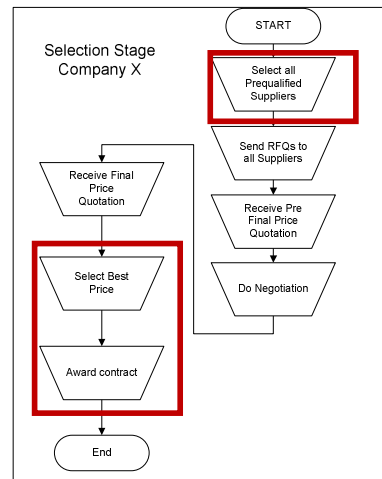 Selection Stage
Company X
START
Select all
Prequalified
Suppliers
Send RFQs to
all Suppliers
Receive Pre
Final Price
Quotation
Do Negotiation
Receive Final
Price
Quotation
Select Best
Price
Award contract
End